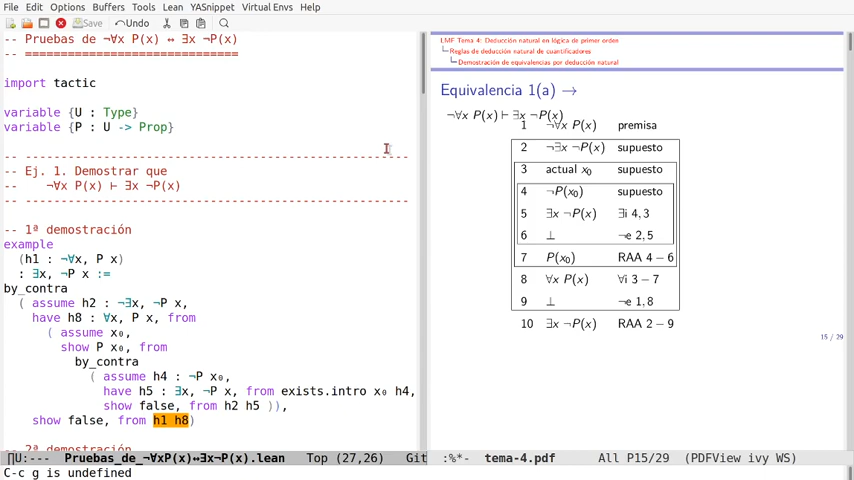 File Edit Options Buffers Tools Lean YASnippet Virtual Envs Help
Save Undo
-- Pruebas de ¬∀x P(x) ↔ ∃x ¬P(x)
-- ==============================
import tactic
variable {U : Type}
variable {P : U -> Prop}
-- ----------------------------------------------------
-- Ej. 1. Demostrar que
--    ¬∀x P(x) ⊢ ∃x ¬P(x)
-- ----------------------------------------------------
-- 1ª demostración
example
(h1 : ¬∀x, P x)
: ∃x, ¬P x :=
by_contra
( assume h2 : ¬∃x, ¬P x,
have h8 : ∀x, P x, from
( assume x₀,
show P x₀, from
by_contra
( assume h4 : ¬P x₀,
have h5 : ∃x, ¬P x, from exists.intro x₀ h4,
show false, from h2 h5 )),
show false, from h1 h8)
-- 2ª demostración
U:--- Pruebas_de_¬∀xP(x)↔∃x¬P(x).lean Top (27,26) Git
C-c g is undefined
LMF Tema 4: Deducción natural en lógica de primer orden
Reglas de deducción natural de cuantificadores
Demostración de equivalencias por deducción natural
Equivalencia 1(a) →
¬∀x P(x) ⊢ ∃x ¬P(x)
1 ¬∀x P(x) premisa
2 ¬∃x ¬P(x) supuesto
3 actual x₀ supuesto
4 ¬P(x₀) supuesto
5 ∃x ¬P(x) ∃i 4, 3
6 ⊥ ¬e 2, 5
7 P(x₀) RAA 4 − 6
8 ∀x P(x) ∀i 3 − 7
9 ⊥ ¬e 1, 8
10 ∃x ¬P(x) RAA 2 − 9
15 / 29
:%*- tema-4.pdf All P15/29 (PDFView ivy WS)